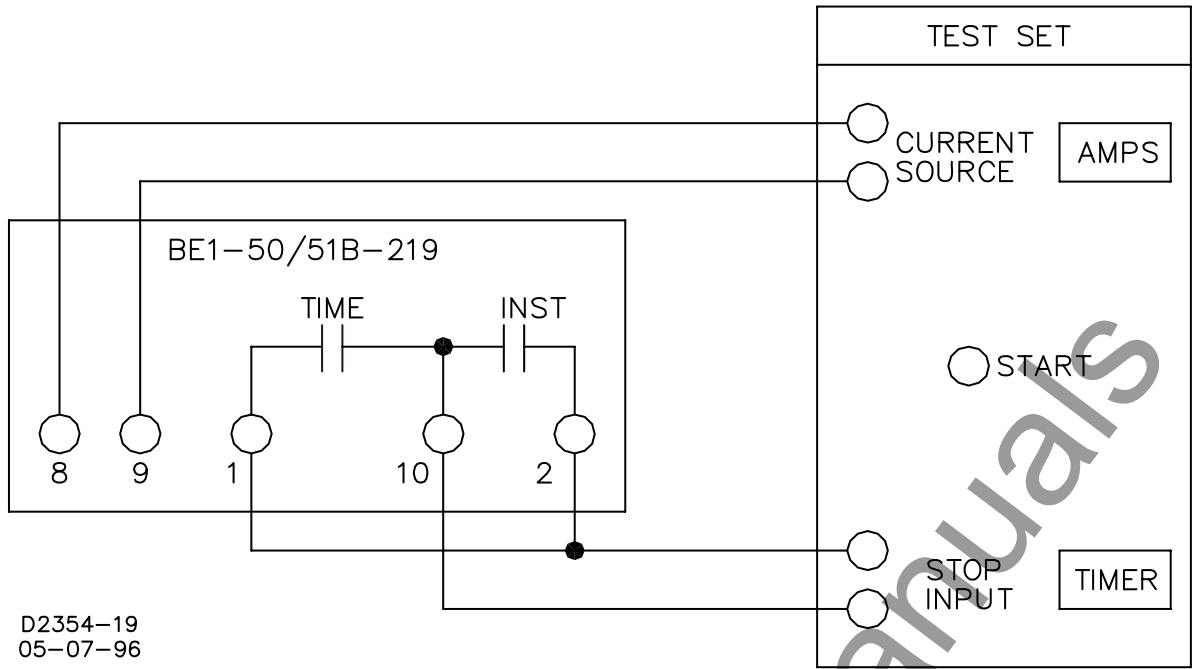 TEST SET
CURRENT
SOURCE
AMPS
BE1-50/51B-219
TIME
INST
START
8
9
1
10
2
STOP
INPUT
TIMER
D2354-19
05-07-96